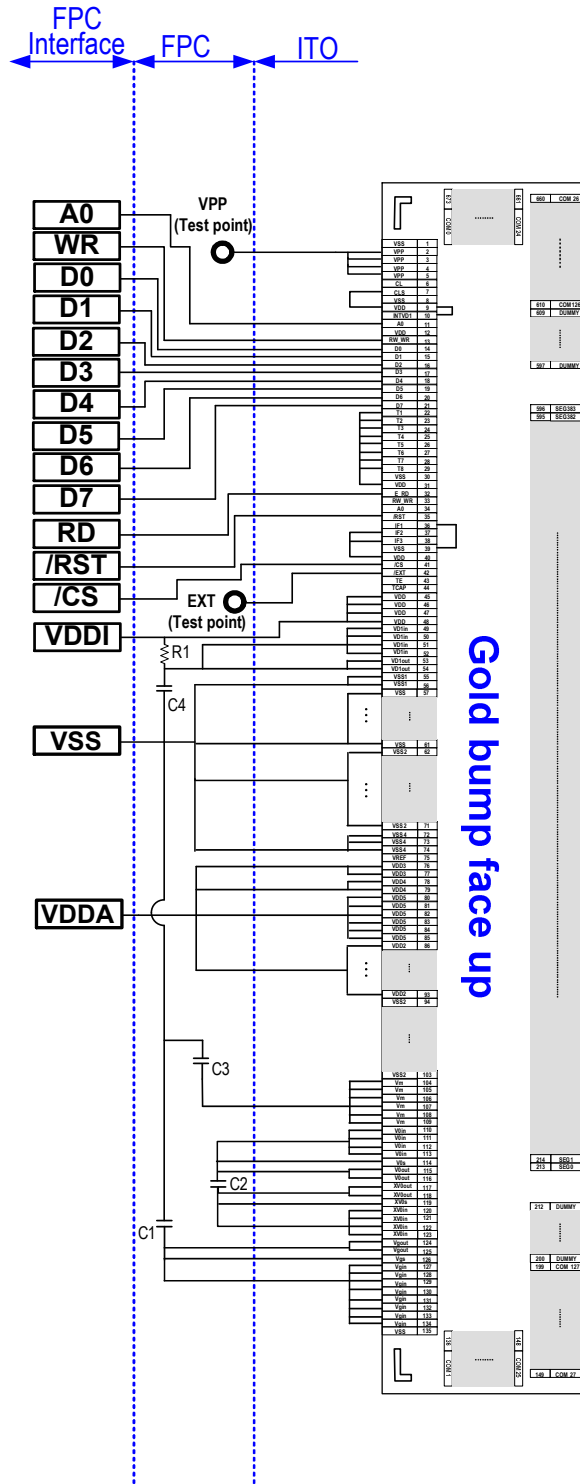 FPC
Interface
FPC
ITO
A0
WR
D0
D1
D2
D3
D4
D5
D6
D7
RD
/RST
/CS
VDDI
VSS
VDDA
VPP
(Test point)
EXT
(Test point)
R1
C4
C3
C2
C1
Gold bump face up
673 COM 0
661 COM 24
VSS 1
VPP 2
VPP 3
VPP 4
VPP 5
CL 6
CLS 7
VSS 8
VDD 9
INTVD1 10
A0 11
VDD 12
RW_WR 13
D0 14
D1 15
D2 16
D3 17
D4 18
D5 19
D6 20
D7 21
T1 22
T2 23
T3 24
T4 25
T5 26
T6 27
T7 28
T8 29
VSS 30
VDD 31
E_RD 32
RW_WR 33
A0 34
/RST 35
IF1 36
IF2 37
IF3 38
VSS 39
VDD 40
/CS 41
/EXT 42
TE 43
TCAP 44
VDD 45
VDD 46
VDD 47
VDD 48
VD1in 49
VD1in 50
VD1in 51
VD1in 52
VD1out 53
VD1out 54
VSS1 55
VSS1 56
VSS 57
VSS 61
VSS2 62
VSS2 71
VSS4 72
VSS4 73
VSS4 74
VREF 75
VDD3 76
VDD3 77
VDD4 78
VDD4 79
VDD5 80
VDD5 81
VDD5 82
VDD5 83
VDD5 84
VDD5 85
VDD2 86
VDD2 93
VSS2 94
VSS2 103
Vm 104
Vm 105
Vm 106
Vm 107
Vm 108
Vm 109
V0in 110
V0in 111
V0in 112
V0in 113
V0s 114
V0out 115
V0out 116
XV0out 117
XV0out 118
XV0s 119
XV0in 120
XV0in 121
XV0in 122
XV0in 123
Vgout 124
Vgout 125
Vgs 126
Vgin 127
Vgin 128
Vgin 129
Vgin 130
Vgin 131
Vgin 132
Vgin 133
Vgin 134
VSS 135
136 COM 1
148 COM 25
660 COM 26
610 COM 126
609 DUMMY
597 DUMMY
596 SEG383
595 SEG382
214 SEG1
213 SEG0
212 DUMMY
200 DUMMY
199 COM 127
149 COM 27